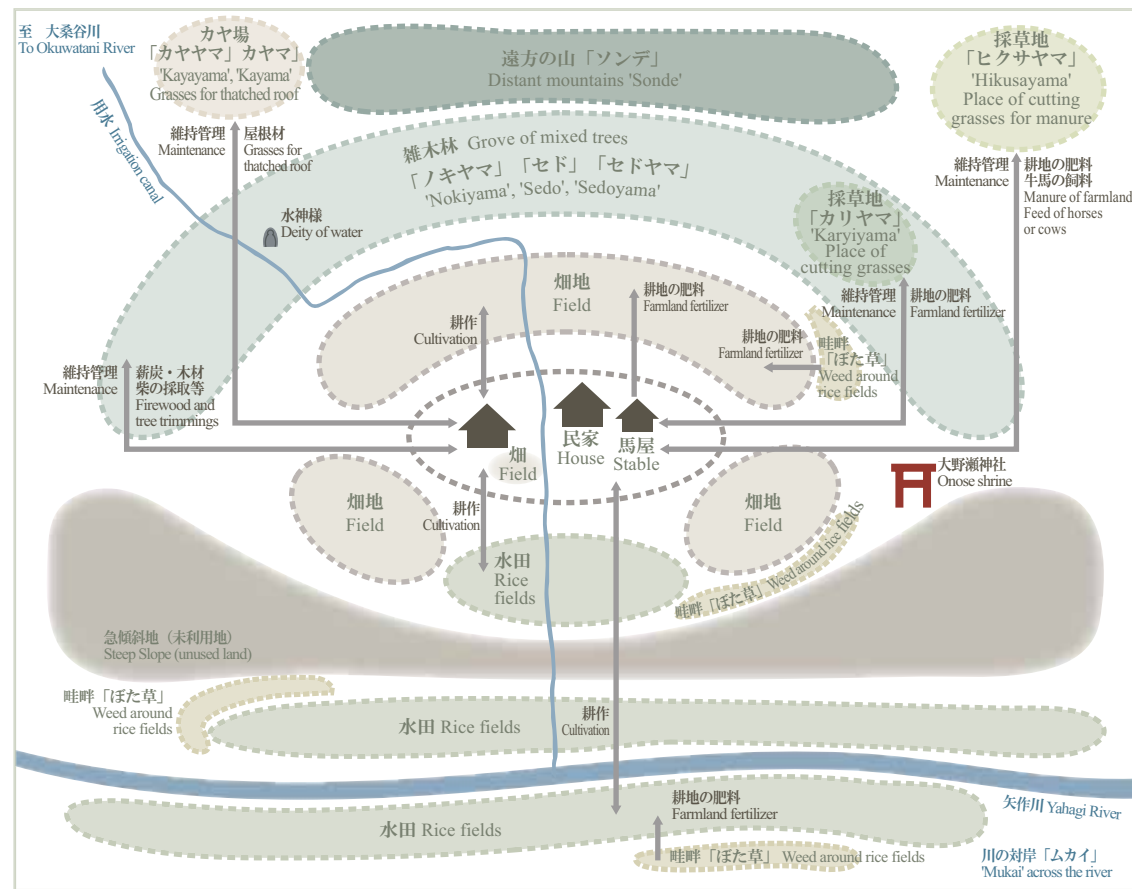 至　大桑谷川
To Okuwatani River
用水 Irrigation canal
カヤ場
「カヤヤマ」カヤマ」
'Kayayama', 'Kayama'
Grasses for thatched roof
遠方の山「ソンデ」
Distant mountains 'Sonde'
採草地
「ヒクサヤマ」
'Hikusayama'
Place of cutting
grasses for manure
維持管理
Maintenance
屋根材
Grasses for
thatched roof
雑木林 Grove of mixed trees
「ノキヤマ」「セド」「セドヤマ」
'Nokiyama', 'Sedo', 'Sedoyama'
維持管理
Maintenance
耕地の肥料
牛馬の飼料
Manure of farmland
Feed of horses
or cows
水神様
Deity of water
採草地
「カリヤマ」
'Karyiyama'
Place of
cutting grasses
畑地
Field
耕地の肥料
Farmland fertilizer
維持管理
Maintenance
耕地の肥料
Farmland fertilizer
耕作
Cultivation
耕地の肥料
Farmland fertilizer
畦畔
「ぼた草」
Weed around
rice fields
維持管理
Maintenance
薪炭・木材
柴の採取等
Firewood and
tree trimmings
民家
House
馬屋
Stable
畑
Field
大野瀬神社
Onose shrine
畑地
Field
耕作
Cultivation
畑地
Field
水田
Rice
fields
畦畔「ぼた草」Weed around rice fields
急傾斜地（未利用地）
Steep Slope (unused land)
畦畔「ぼた草」
Weed around
rice fields
水田 Rice fields
耕作
Cultivation
矢作川 Yahagi River
水田 Rice fields
耕地の肥料
Farmland fertilizer
畦畔「ぼた草」 Weed around rice fields
川の対岸「ムカイ」
'Mukai' across the river